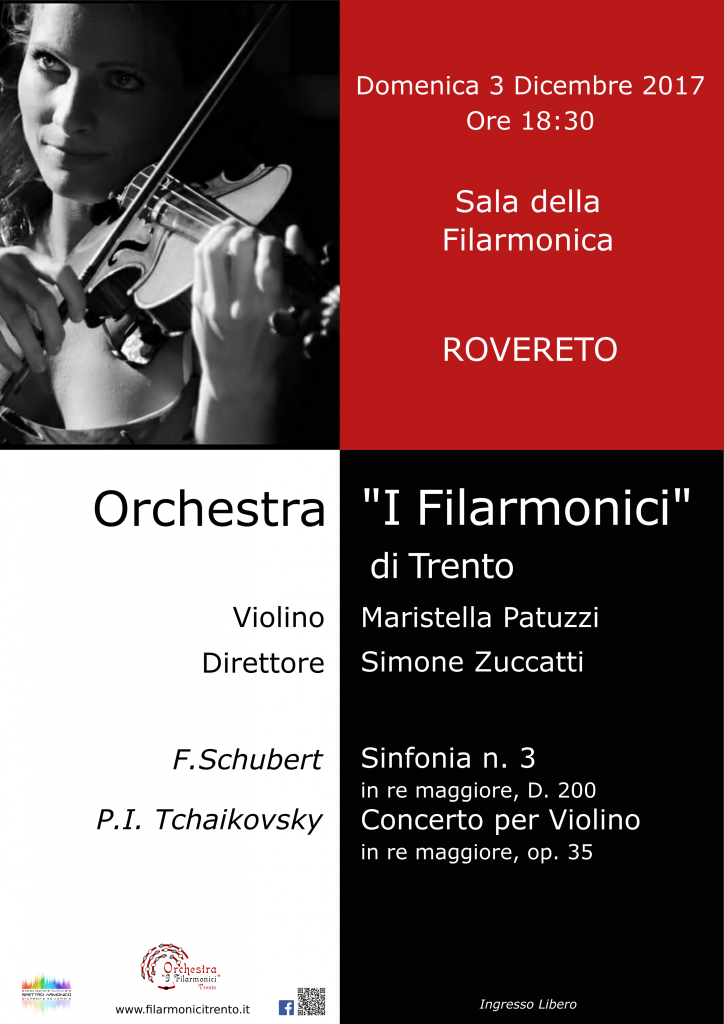 Domenica 3 Dicembre 2017
Ore 18:30
Sala della
Filarmonica
ROVERETO
Orchestra "I Filarmonici"
di Trento
Violino Maristella Patuzzi
Direttore Simone Zuccatti
F.Schubert Sinfonia n. 3
in re maggiore, D. 200
P.I. Tchaikovsky Concerto per Violino
in re maggiore, op. 35
Orchestra
"I Filarmonici"
Trento
SPETTRO ARMONICO
www.filarmonicitrento.it
f
Ingresso Libero